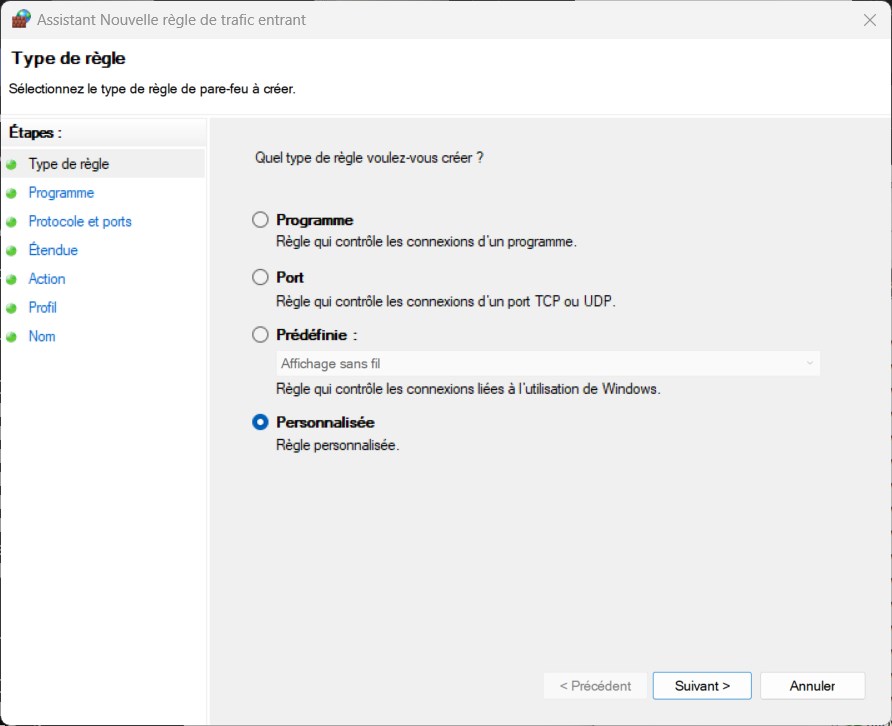 Assistant Nouvelle règle de trafic entrant
Type de règle
Sélectionnez le type de règle de pare-feu à créer.
Étapes :
Type de règle
Programme
Protocole et ports
Étendue
Action
Profil
Nom
Quel type de règle voulez-vous créer ?
Programme
Règle qui contrôle les connexions d'un programme.
Port
Règle qui contrôle les connexions d'un port TCP ou UDP.
Prédéfinie :
Affichage sans fil
Règle qui contrôle les connexions liées à l'utilisation de Windows.
Personnalisée
Règle personnalisée.
< Précédent
Suivant >
Annuler